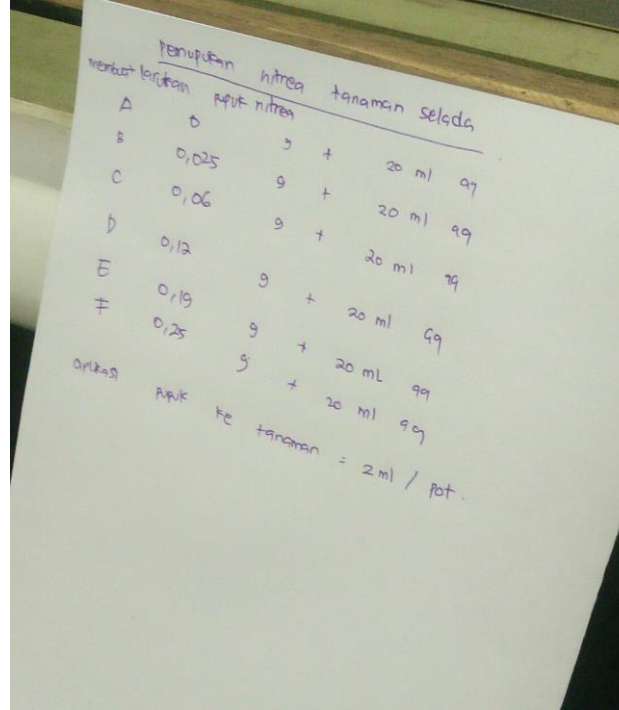 Pemupukan nitrea tanaman selada
membuat larutan pupuk nitrea
A 0 g + 20 ml aq
B 0,025 g + 20 ml aq
C 0,06 g + 20 ml aq
D 0,12 g + 20 ml aq
E 0,19 g + 20 mL aq
F 0,25 g + 20 ml aq
aplikasi pupuk ke tanaman = 2 ml / pot.